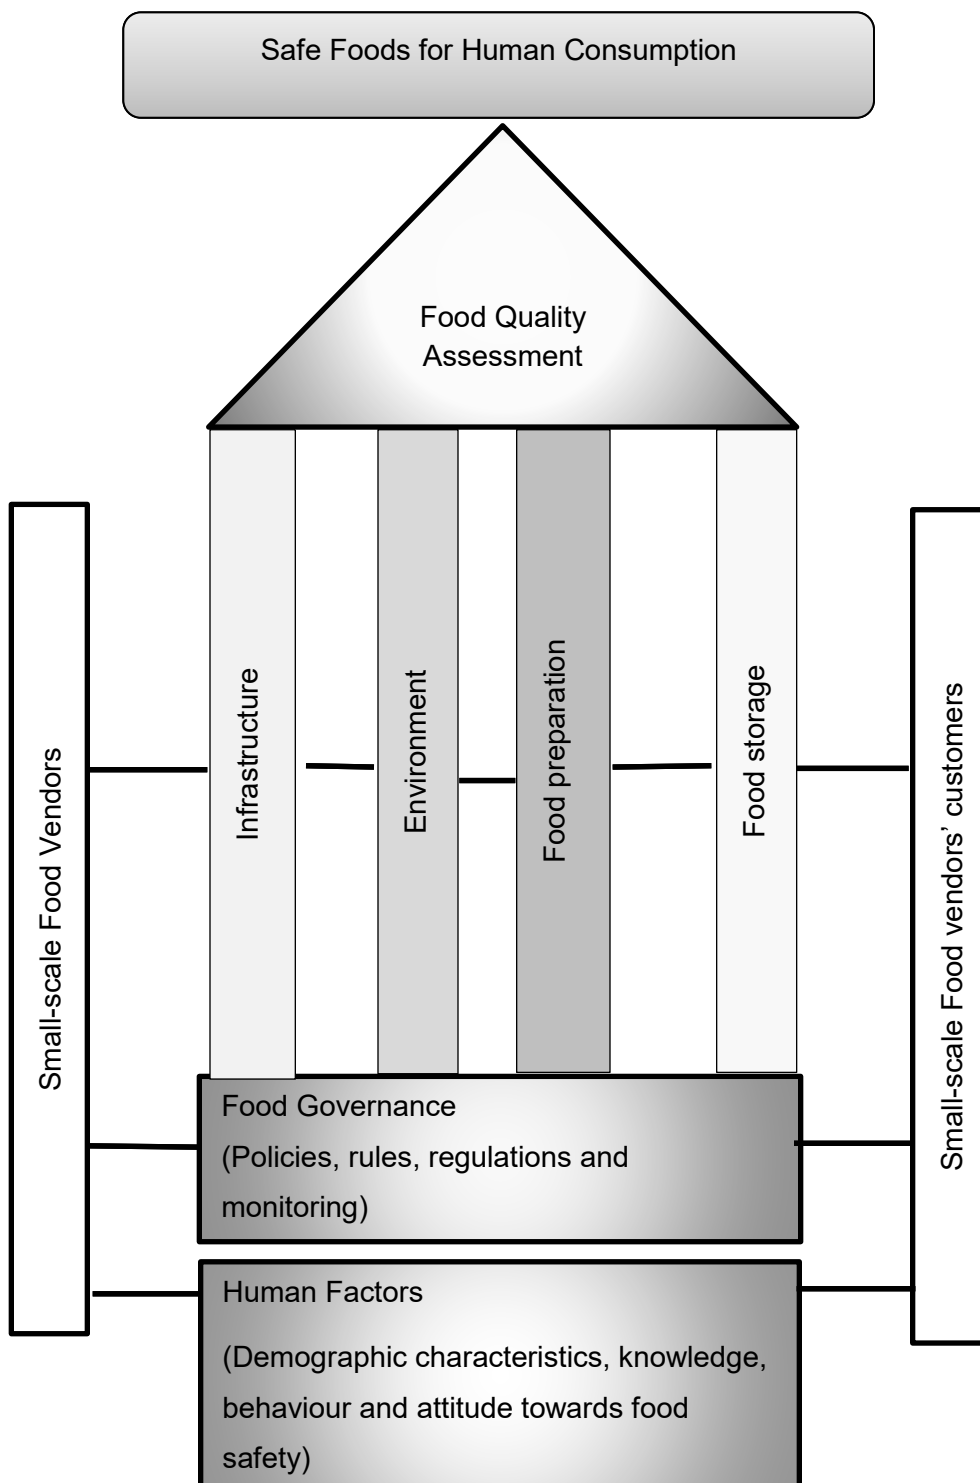 Safe Foods for Human Consumption
Food Quality
Assessment
Small-scale Food Vendors
Infrastructure
Environment
Food preparation
Food storage
Small-scale Food vendors’ customers
Food Governance
(Policies, rules, regulations and
monitoring)
Human Factors
(Demographic characteristics, knowledge,
behaviour and attitude towards food
safety)